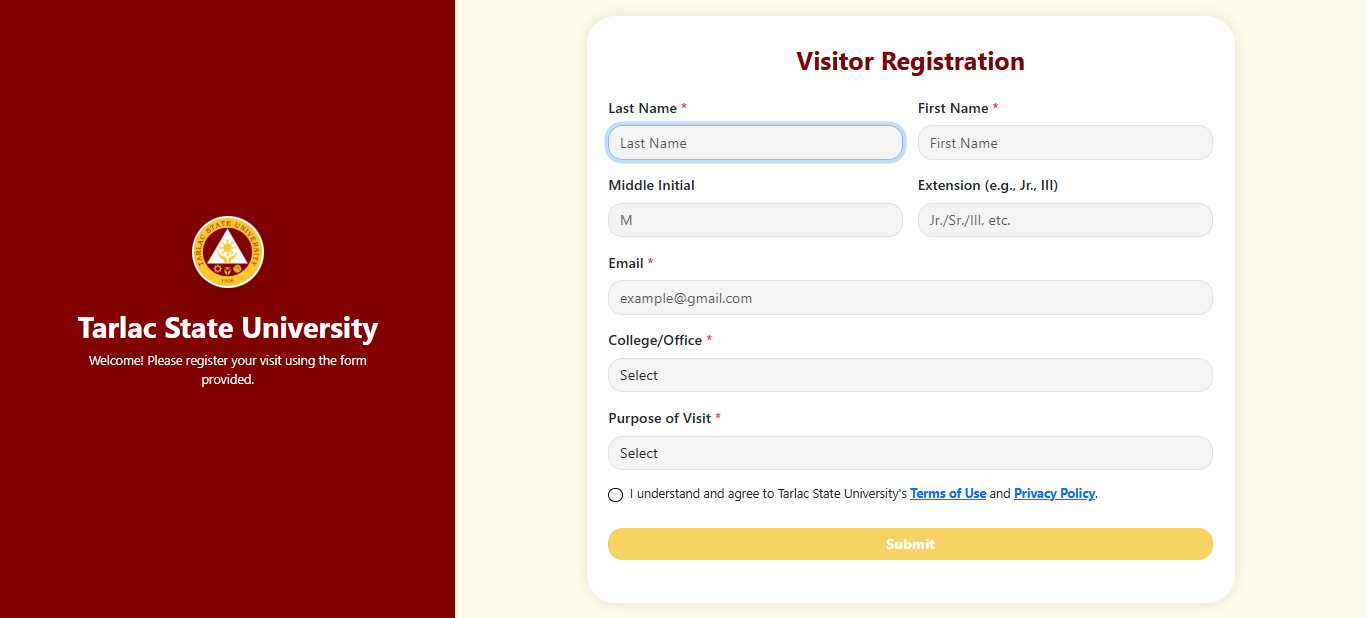 TARLAC STATE UNIVERSITY
1906
Tarlac State University
Welcome! Please register your visit using the form
provided.
Visitor Registration
Last Name * First Name *
Last Name First Name
Middle Initial Extension (e.g., Jr., III)
M Jr./Sr./III, etc.
Email *
example@gmail.com
College/Office *
Select
Purpose of Visit *
Select
I understand and agree to Tarlac State University's Terms of Use and Privacy Policy.
Submit